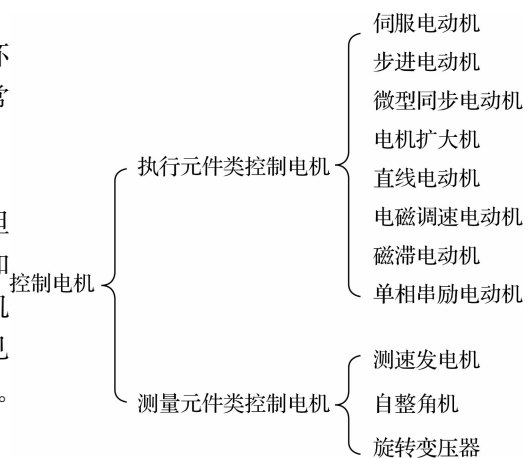 控制电机
执行元件类控制电机
伺服电动机
步进电动机
微型同步电动机
电机扩大机
直线电动机
电磁调速电动机
磁滞电动机
单相串励电动机
测量元件类控制电机
测速发电机
自整角机
旋转变压器